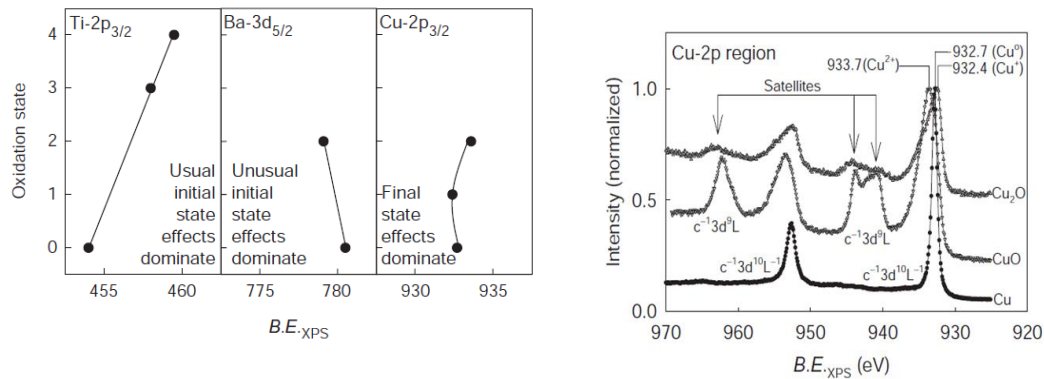 Ti-2p3/2
Ba-3d5/2
Cu-2p3/2
Oxidation state
4
3
2
1
0
Usual
initial
state
effects
dominate
Unusual
initial
state
effects
dominate
Final
state
effects
dominate
455 460 775 780 930 935
B.E.XPS
Cu-2p region
932.7 (Cu⁰)
933.7(Cu²⁺)
932.4 (Cu⁺)
Satellites
Intensity (normalized)
1.0
0.5
0.0
Cu₂O
c⁻¹3d⁹L
c⁻¹3d⁹L
CuO
c⁻¹3d¹⁰L⁻¹
c⁻¹3d¹⁰L⁻¹
Cu
970 960 950 940 930 920
B.E.XPS (eV)